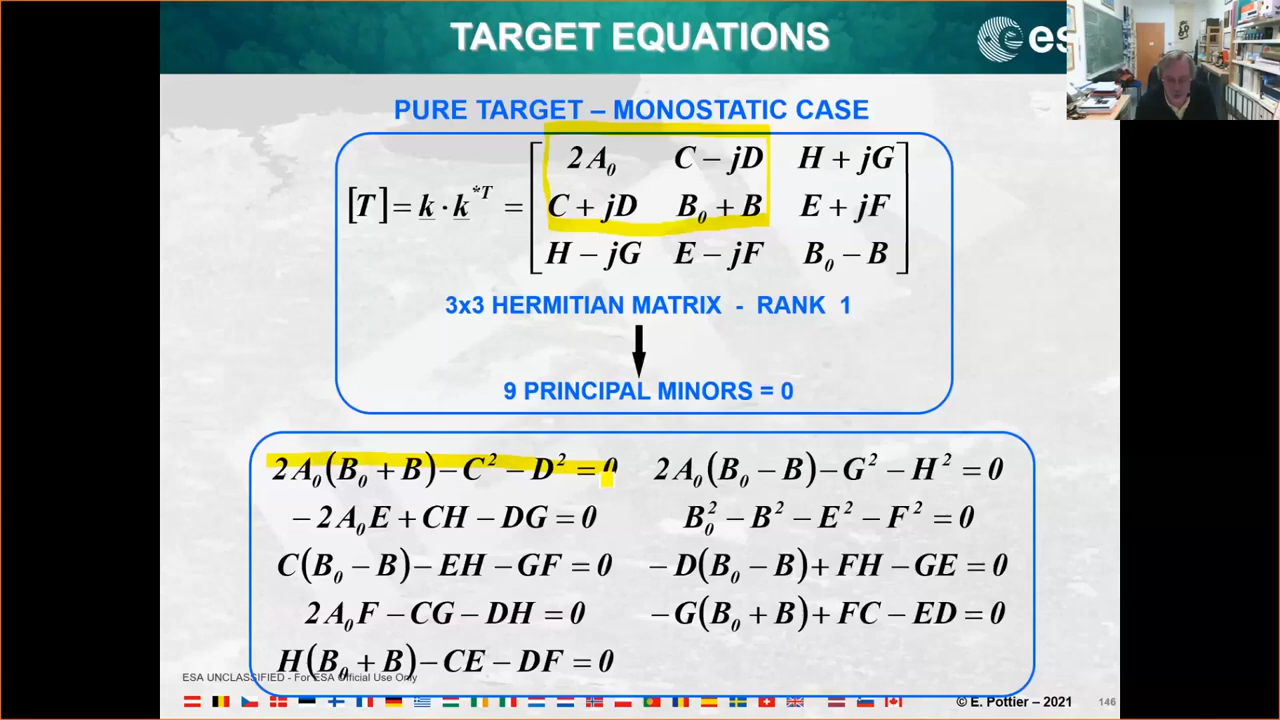 TARGET EQUATIONS
PURE TARGET – MONOSTATIC CASE
[T] = k · k^{*T} = [ 2A₀ C − jD H + jG
C + jD B₀ + B E + jF
H − jG E − jF B₀ − B ]
3x3 HERMITIAN MATRIX - RANK 1
9 PRINCIPAL MINORS = 0
2A₀(B₀ + B) − C² − D² = 0 2A₀(B₀ − B) − G² − H² = 0
− 2A₀E + CH − DG = 0 B₀² − B² − E² − F² = 0
C(B₀ − B) − EH − GF = 0 − D(B₀ − B) + FH − GE = 0
2A₀F − CG − DH = 0 − G(B₀ + B) + FC − ED = 0
H(B₀ + B) − CE − DF = 0
ESA UNCLASSIFIED - For ESA Official Use Only
© E. Pottier – 2021 146